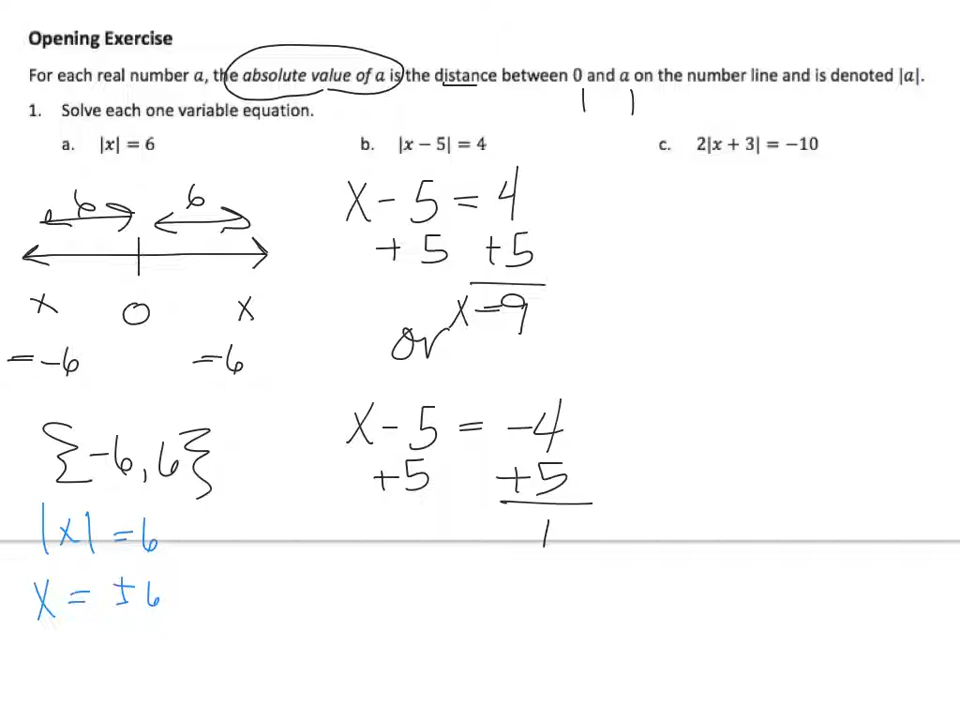 Opening Exercise
For each real number a, the absolute value of a is the distance between 0 and a on the number line and is denoted |a|.
1. Solve each one variable equation.
a. |x| = 6
b. |x − 5| = 4
c. 2|x + 3| = −10
| |
6 6
x 0 x
= -6 = 6
{-6, 6}
|x| = 6
x = ±6
x - 5 = 4
+ 5 + 5
x = 9
or
x - 5 = -4
+5 +5
1